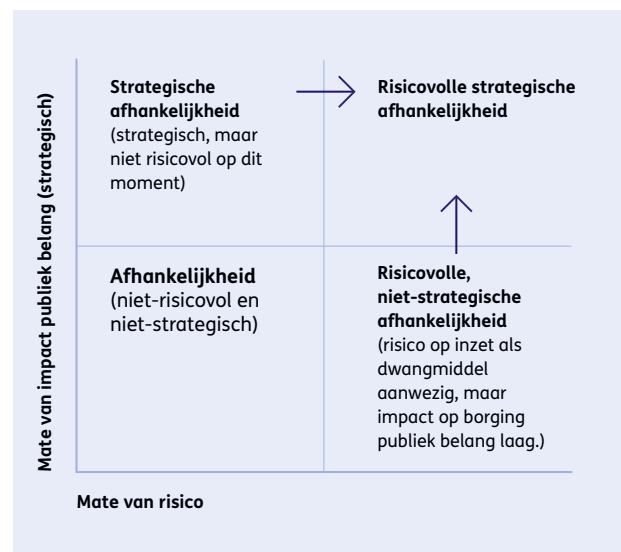 Mate van impact publiek belang (strategisch)
Strategische
afhankelijkheid
(strategisch, maar
niet risicovol op dit
moment)
Risicovolle strategische
afhankelijkheid
Afhankelijkheid
(niet-risicovol en
niet-strategisch)
Risicovolle,
niet-strategische
afhankelijkheid
(risico op inzet als
dwangmiddel
aanwezig, maar
impact op borging
publiek belang laag.)
Mate van risico